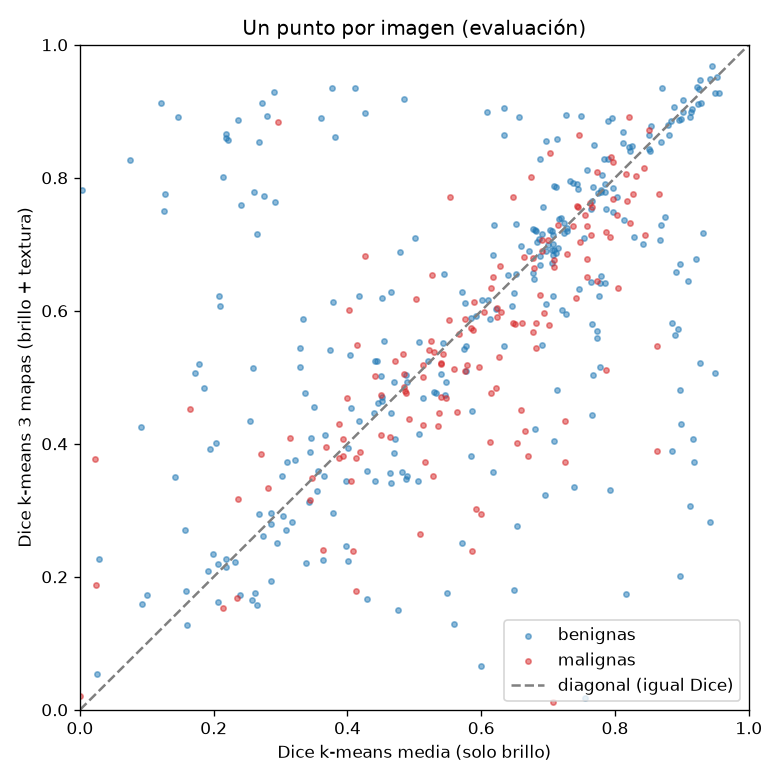 Un punto por imagen (evaluación)
Dice k-means 3 mapas (brillo + textura)
1.0
0.8
0.6
0.4
0.2
0.0
benignas
malignas
diagonal (igual Dice)
0.0 0.2 0.4 0.6 0.8 1.0
Dice k-means media (solo brillo)